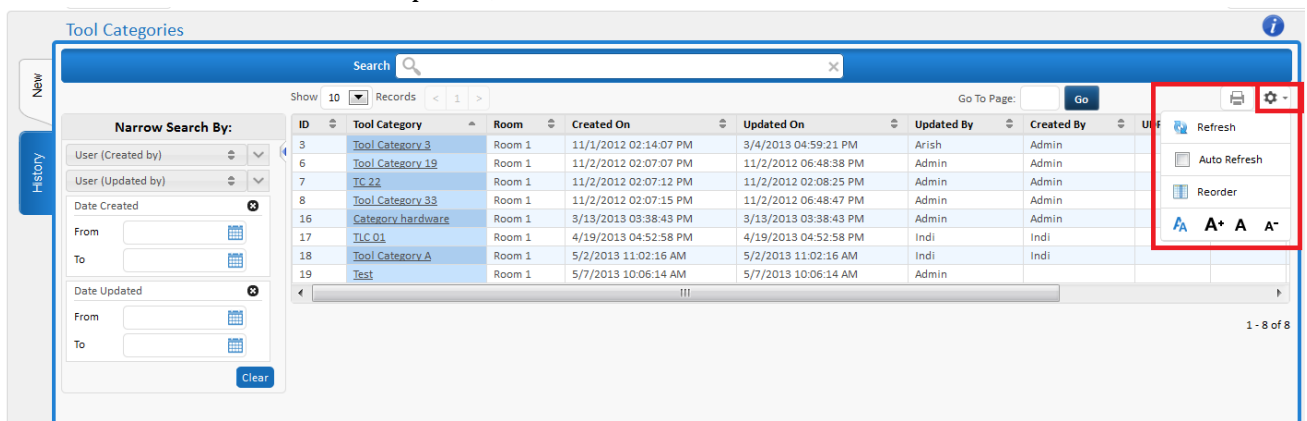 Tool Categories
i
New
History
Search
Show 10 Records < 1 >
Go To Page: Go
Narrow Search By:
User (Created by)
User (Updated by)
Date Created
From
To
Date Updated
From
To
Clear
ID Tool Category Room Created On Updated On Updated By Created By
3 Tool Category 3 Room 1 11/1/2012 02:14:07 PM 3/4/2013 04:59:21 PM Arish Admin
6 Tool Category 19 Room 1 11/2/2012 02:07:07 PM 11/2/2012 06:48:38 PM Admin Admin
7 TC 22 Room 1 11/2/2012 02:07:12 PM 11/2/2012 02:08:25 PM Admin Admin
8 Tool Category 33 Room 1 11/2/2012 02:07:15 PM 11/2/2012 06:48:47 PM Admin Admin
16 Category hardware Room 1 3/13/2013 03:38:43 PM 3/13/2013 03:38:43 PM Admin Admin
17 TLC 01 Room 1 4/19/2013 04:52:58 PM 4/19/2013 04:52:58 PM Indi Indi
18 Tool Category A Room 1 5/2/2013 11:02:16 AM 5/2/2013 11:02:16 AM Indi Indi
19 Test Room 1 5/7/2013 10:06:14 AM 5/7/2013 10:06:14 AM Admin
Refresh
Auto Refresh
Reorder
AA A+ A A-
1 - 8 of 8